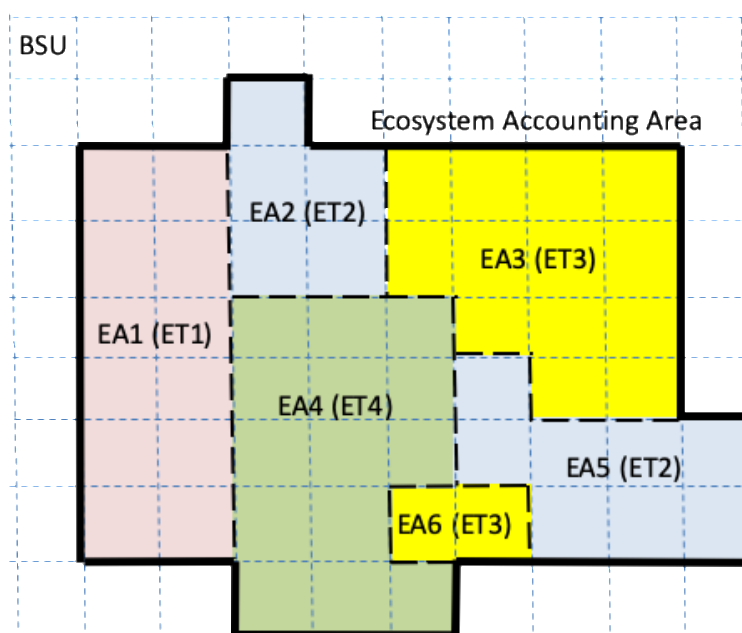 BSU
Ecosystem Accounting Area
EA2 (ET2)
EA3 (ET3)
EA1 (ET1)
EA4 (ET4)
EA5 (ET2)
EA6 (ET3)